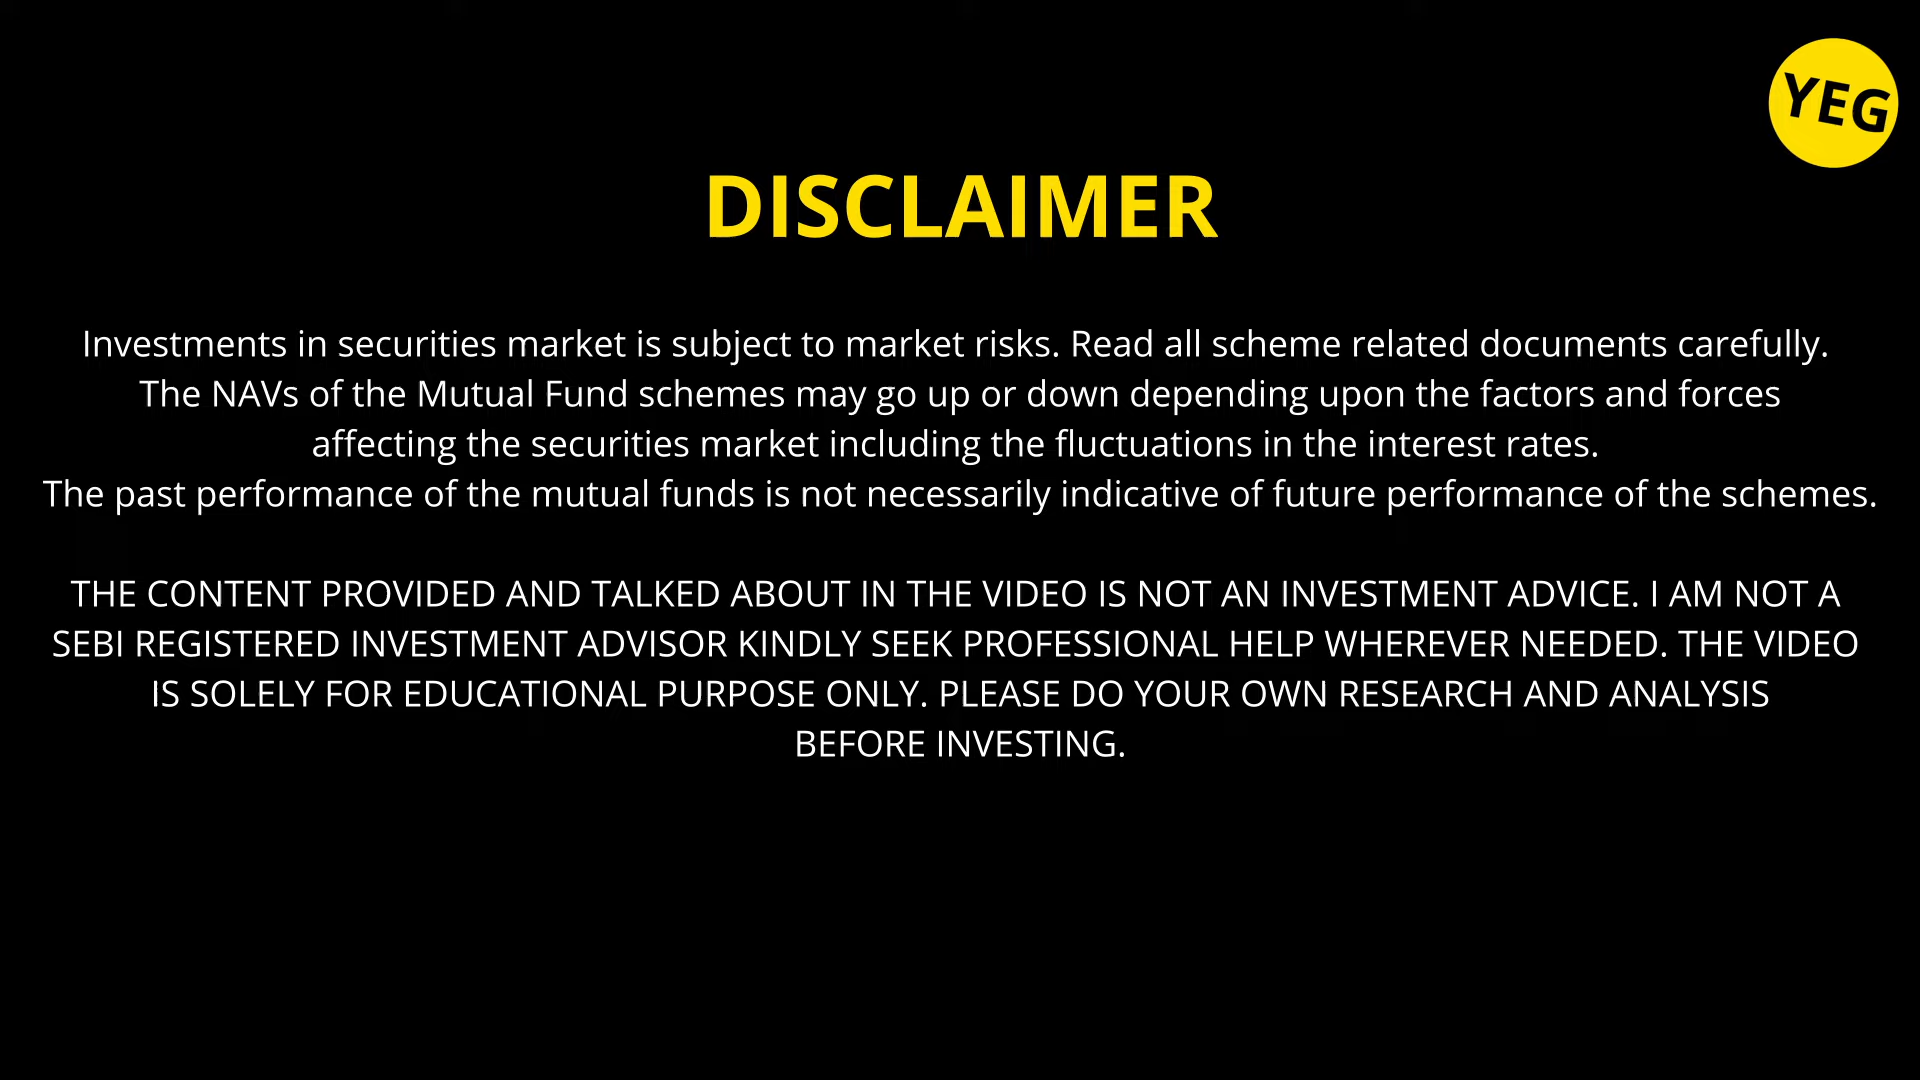 YEG
DISCLAIMER
Investments in securities market is subject to market risks. Read all scheme related documents carefully.
The NAVs of the Mutual Fund schemes may go up or down depending upon the factors and forces
affecting the securities market including the fluctuations in the interest rates.
The past performance of the mutual funds is not necessarily indicative of future performance of the schemes.
THE CONTENT PROVIDED AND TALKED ABOUT IN THE VIDEO IS NOT AN INVESTMENT ADVICE. I AM NOT A
SEBI REGISTERED INVESTMENT ADVISOR KINDLY SEEK PROFESSIONAL HELP WHEREVER NEEDED. THE VIDEO
IS SOLELY FOR EDUCATIONAL PURPOSE ONLY. PLEASE DO YOUR OWN RESEARCH AND ANALYSIS
BEFORE INVESTING.